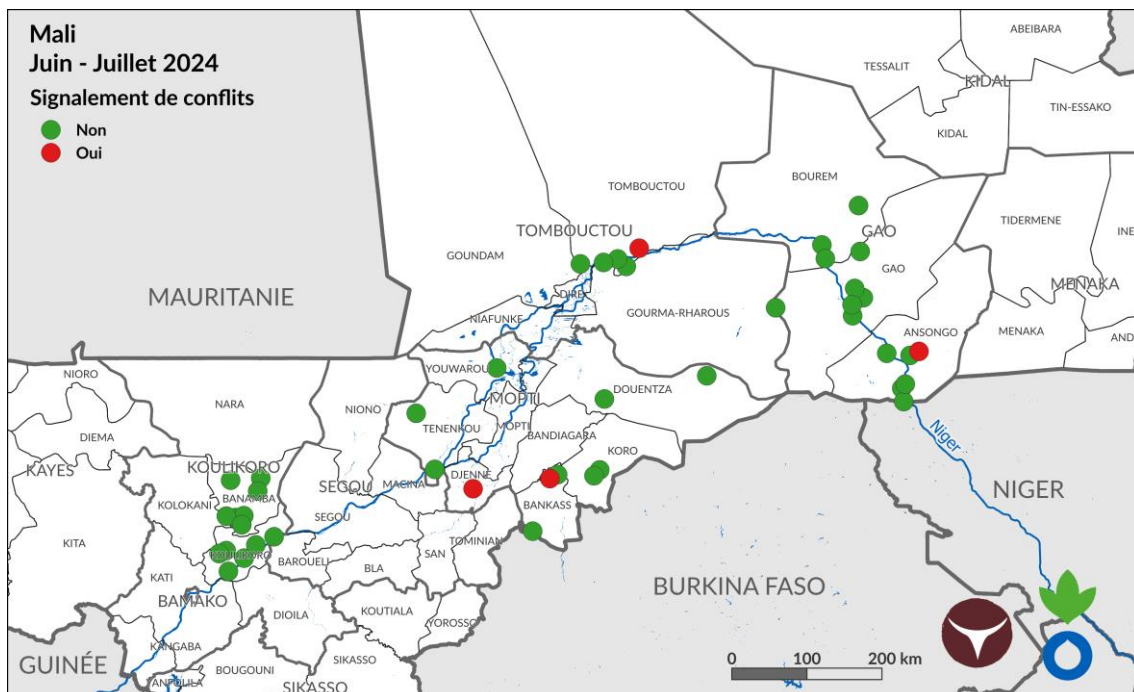 Mali
Juin - Juillet 2024
Signalement de conflits
Non
Oui
ABEIBARA
TESSALIT
KIDAL
TIN-ESSAKO
KIDAL
BOUREM
TOMBOUCTOU
TIDERMENE
TOMBOUCTOU
GAO
GOUNDAM
GAO
MENAKA
MAURITANIE
DIRE
GOURMA-RHAROUS
NIAFUNKE
ANSONGO
MENAKA
AND
YOUWAROU
NIORO
DOUENTZA
MOPTI
NARA
NIONO
TENENKOU
MOPTI
DIEMA
BANDIAGARA
Niger
KORO
KAYES
KOULIKORO
SEGOU
MACINA
DJENNE
NIGER
BANAMBA
KOLOKANI
BANKASS
SEGOU
KITA
TOMINIAN
KOULIKORO
SAN
BAROUELI
BLA
KATI
BURKINA FASO
BAMAKO
DIOILA
KOUTIALA
YOROSSO
KANGABA
GUINÉE
BOUGOUNI
SIKASSO
SIKASSO
0 100 200 km